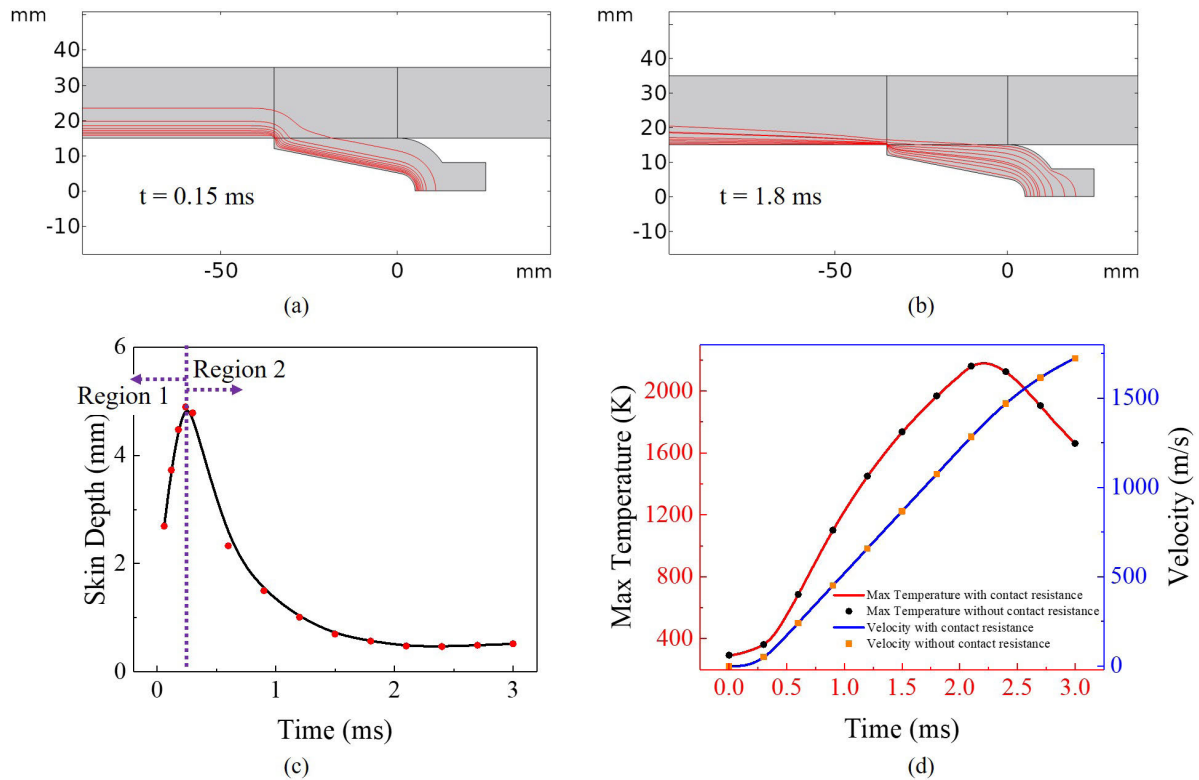 mm
40
30
20
10
0
-10
t = 0.15 ms
-50
0
mm
(a)
mm
40
30
20
10
0
-10
t = 1.8 ms
-50
0
mm
(b)
6
4
2
0
Skin Depth (mm)
Region 1
Region 2
0
1
2
3
Time (ms)
(c)
2000
1600
1200
800
400
Max Temperature (K)
1500
1000
500
0
Velocity (m/s)
Max Temperature with contact resistance
Max Temperature without contact resistance
Velocity with contact resistance
Velocity without contact resistance
0.0
0.5
1.0
1.5
2.0
2.5
3.0
Time (ms)
(d)